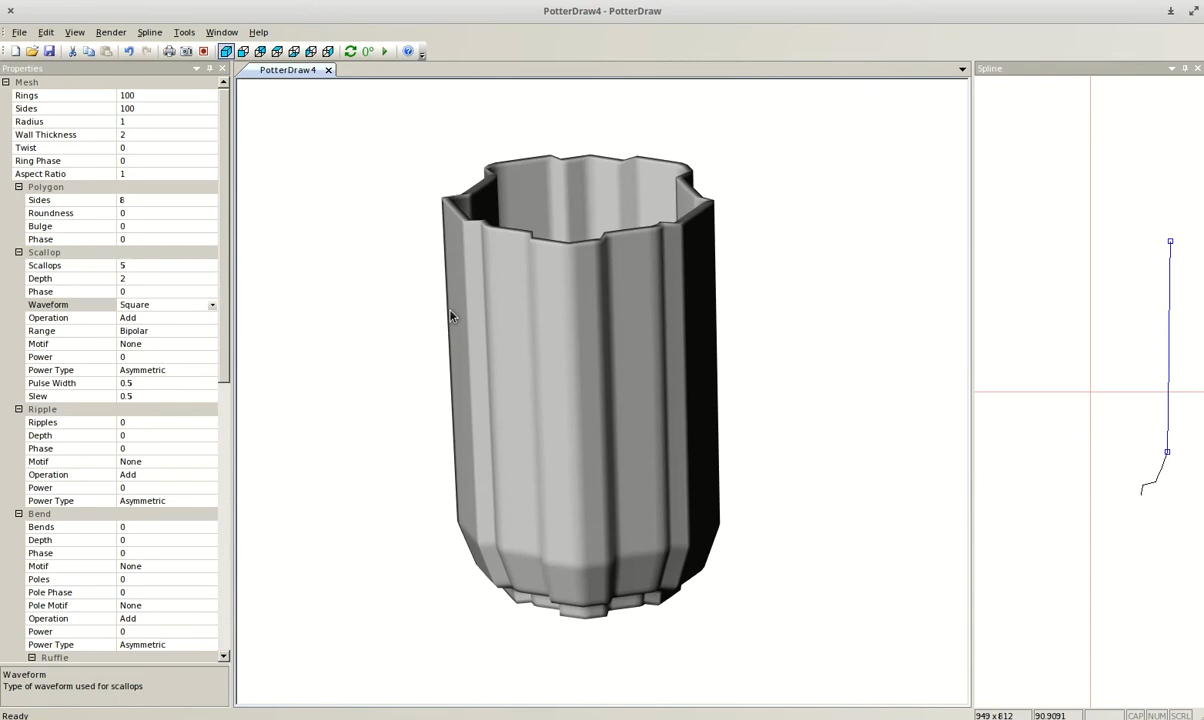 PotterDraw4 - PotterDraw
File Edit View Render Spline Tools Window Help
0°
Properties
PotterDraw4
Spline
Mesh
Rings 100
Sides 100
Radius 1
Wall Thickness 2
Twist 0
Ring Phase 0
Aspect Ratio 1
Polygon
Sides 8
Roundness 0
Bulge 0
Phase 0
Scallop
Scallops 5
Depth 2
Phase 0
Waveform Square
Operation Add
Range Bipolar
Motif None
Power 0
Power Type Asymmetric
Pulse Width 0.5
Slew 0.5
Ripple
Ripples 0
Depth 0
Phase 0
Motif None
Operation Add
Power 0
Power Type Asymmetric
Bend
Bends 0
Depth 0
Phase 0
Motif None
Poles 0
Pole Phase 0
Pole Motif None
Operation Add
Power 0
Power Type Asymmetric
Ruffle
Waveform
Type of waveform used for scallops
Ready
949 x 812 90.9091 CAP NUM SCRL